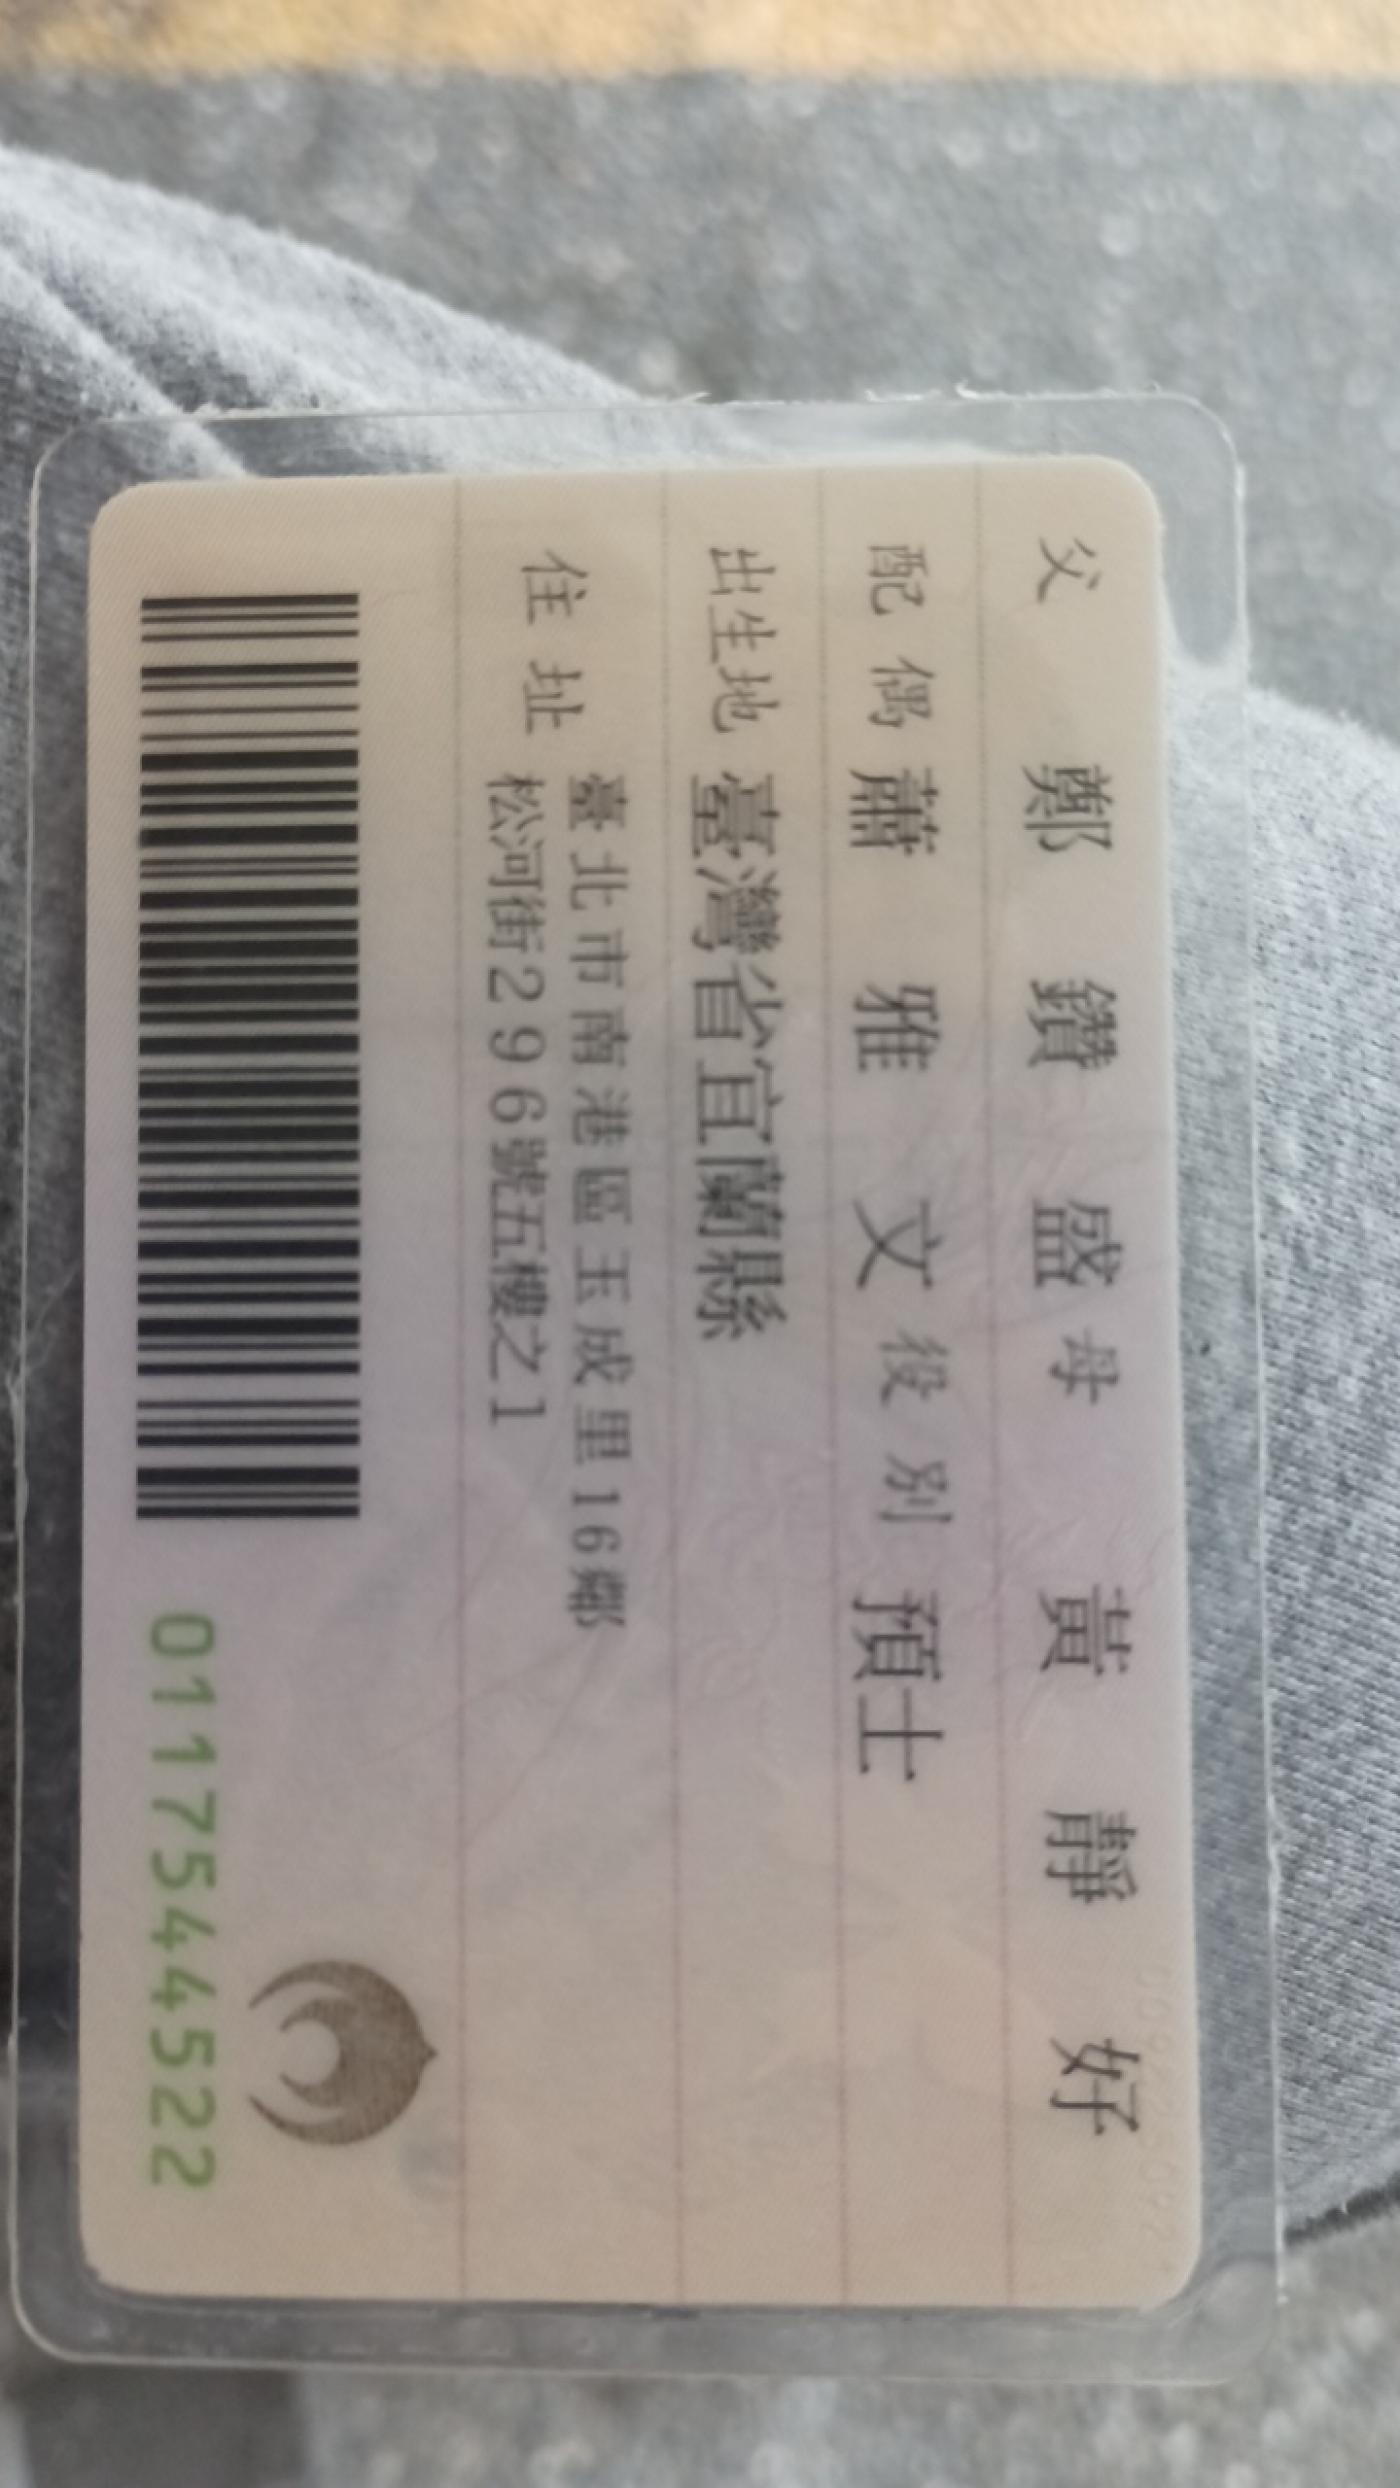 父 鄭鑽盛 母 黃靜好
配偶 蕭雅文 役別 預士
出生地 臺灣省宜蘭縣
住址 臺北市南港區玉成里16鄰
松河街296號五樓之1
0117544522